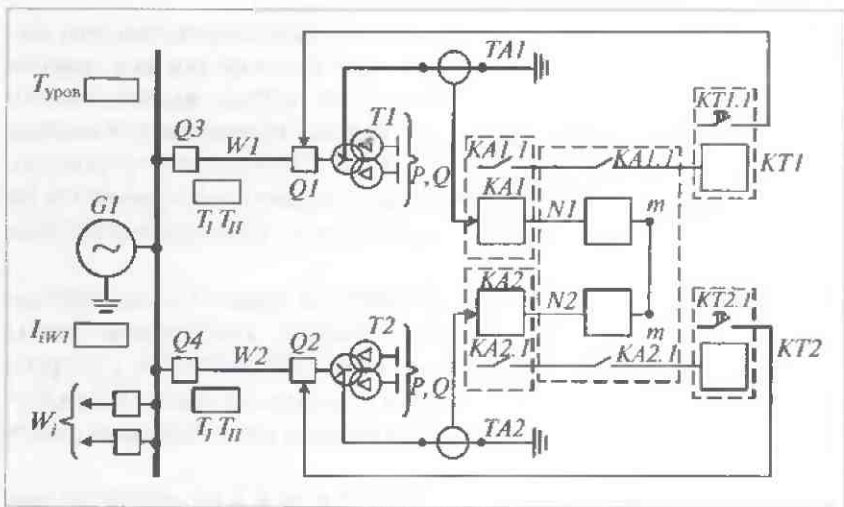 TA1
T уров
KT1.1
Q3
W1
T1
KA1.1
KA1.1
KT1
Q1
P, Q
KA1
N1
m
G1
T_I T_II
~
KA2
N2
m
T2
KT2.1
I_iW1
Q4
W2
Q2
KA2.1
KA2.1
KT2
P, Q
W_i
T_I T_II
TA2